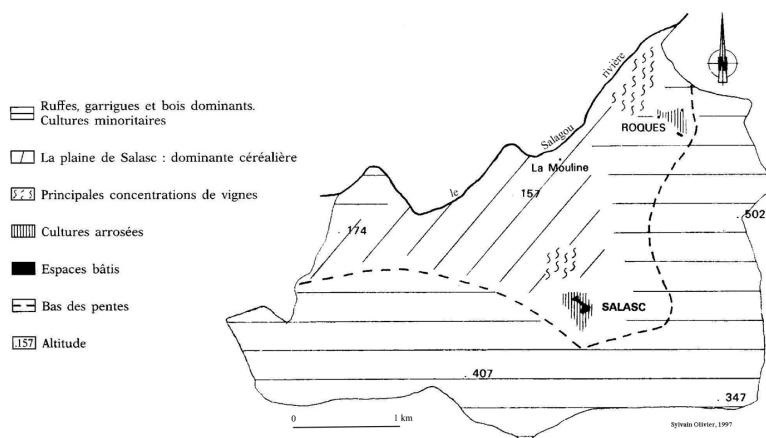 Ruffes, garrigues et bois dominants.
Cultures minoritaires
La plaine de Salasc : dominante céréalière
Principales concentrations de vignes
Cultures arrosées
Espaces bâtis
Bas des pentes
.157 Altitude
rivière
Salagou
le
ROQUES
La Mouline
157
.174
.502
SALASC
.407
.347
0 1 km
Sylvain Olivier, 1997